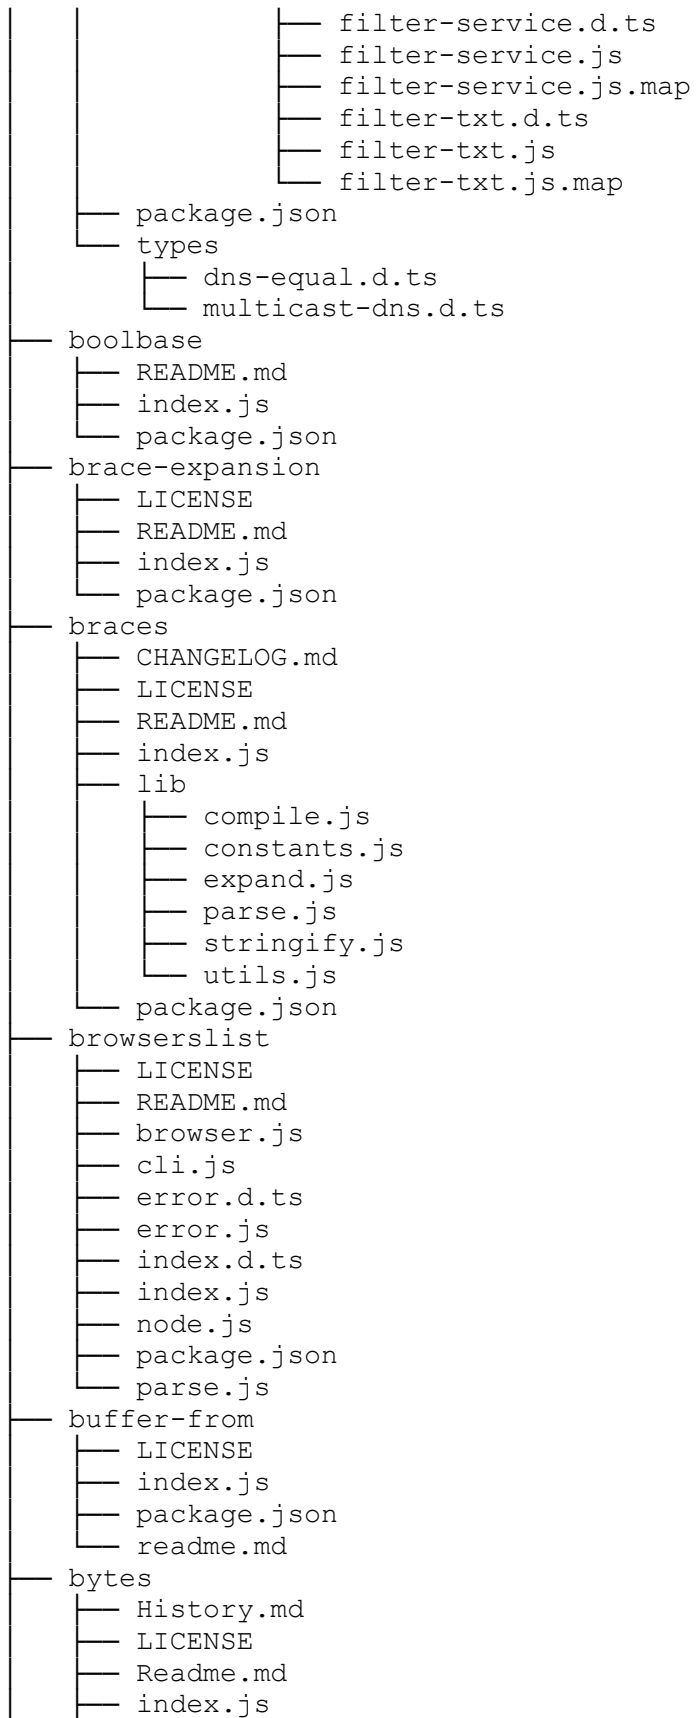 │   │           ├── filter-service.d.ts
│   │           ├── filter-service.js
│   │           ├── filter-service.js.map
│   │           ├── filter-txt.d.ts
│   │           ├── filter-txt.js
│   │           └── filter-txt.js.map
│   ├── package.json
│   └── types
│       ├── dns-equal.d.ts
│       └── multicast-dns.d.ts
├── boolbase
│   ├── README.md
│   ├── index.js
│   └── package.json
├── brace-expansion
│   ├── LICENSE
│   ├── README.md
│   ├── index.js
│   └── package.json
├── braces
│   ├── CHANGELOG.md
│   ├── LICENSE
│   ├── README.md
│   ├── index.js
│   ├── lib
│   │   ├── compile.js
│   │   ├── constants.js
│   │   ├── expand.js
│   │   ├── parse.js
│   │   ├── stringify.js
│   │   └── utils.js
│   └── package.json
├── browserslist
│   ├── LICENSE
│   ├── README.md
│   ├── browser.js
│   ├── cli.js
│   ├── error.d.ts
│   ├── error.js
│   ├── index.d.ts
│   ├── index.js
│   ├── node.js
│   ├── package.json
│   └── parse.js
├── buffer-from
│   ├── LICENSE
│   ├── index.js
│   ├── package.json
│   └── readme.md
├── bytes
│   ├── History.md
│   ├── LICENSE
│   ├── Readme.md
│   ├── index.js